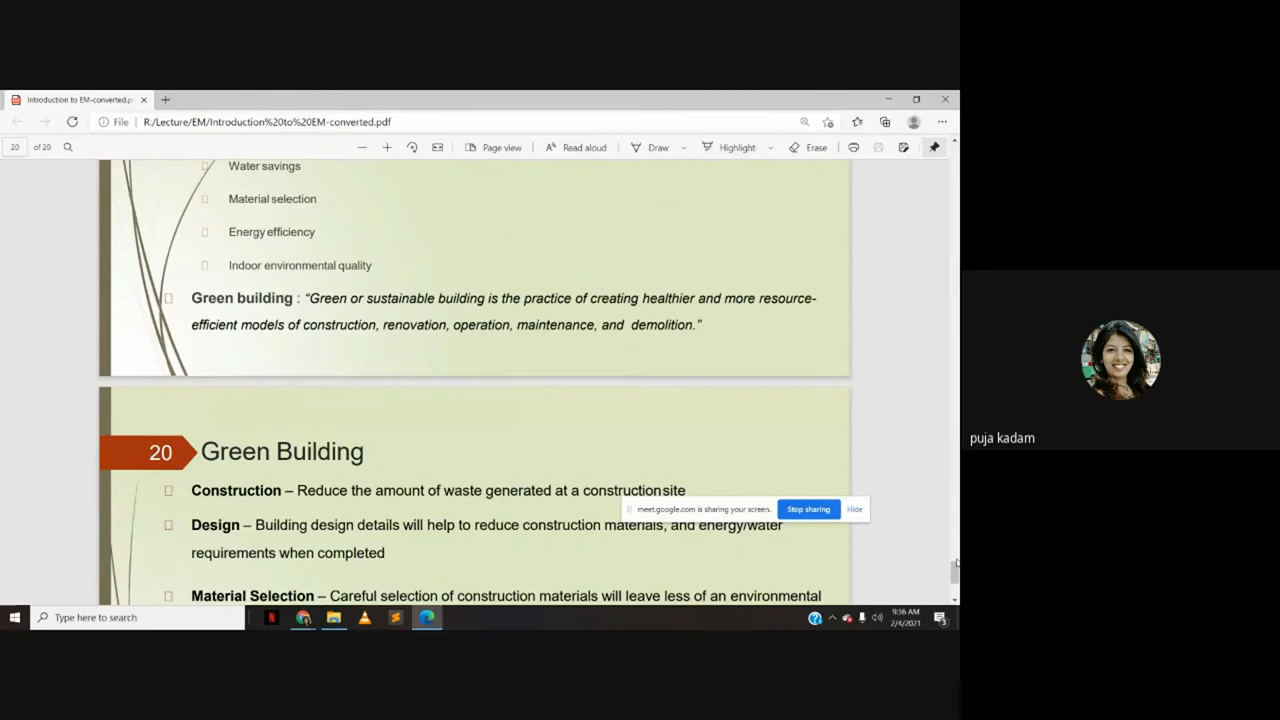 Introduction to EM-converted.p
File
R:/Lecture/EM/Introduction%20to%20EM-converted.pdf
20 of 20
Page view
Read aloud
Draw
Highlight
Erase
Water savings
Material selection
Energy efficiency
Indoor environmental quality
Green building : “Green or sustainable building is the practice of creating healthier and more resource-
efficient models of construction, renovation, operation, maintenance, and demolition.”
20
Green Building
Construction – Reduce the amount of waste generated at a constructionsite
meet.google.com is sharing your screen.
Stop sharing
Hide
Design – Building design details will help to reduce construction materials, and energy/water
requirements when completed
Material Selection – Careful selection of construction materials will leave less of an environmental
puja kadam
Type here to search
9:36 AM
2/4/2021
3